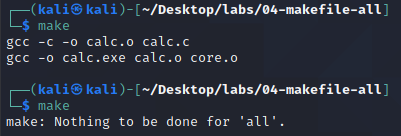 ┌──(kali㉿kali)-[~/Desktop/labs/04-makefile-all]
└─$ make
gcc -c -o calc.o calc.c
gcc -o calc.exe calc.o core.o
┌──(kali㉿kali)-[~/Desktop/labs/04-makefile-all]
└─$ make
make: Nothing to be done for 'all'.